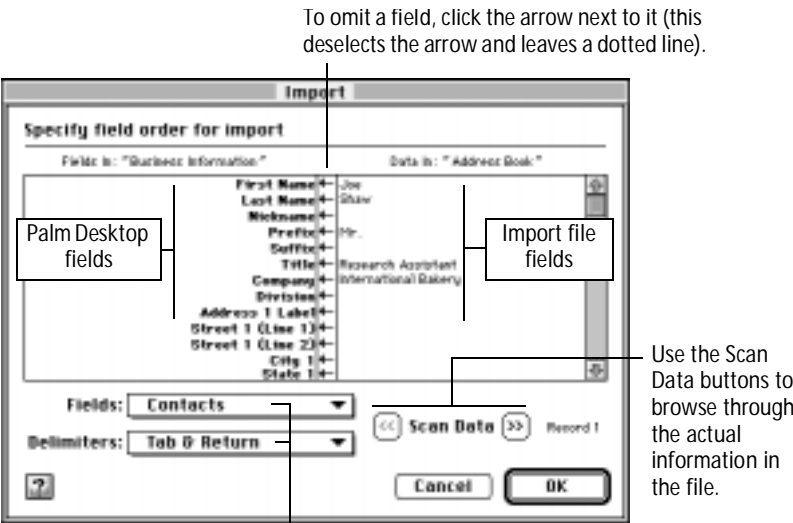 To omit a field, click the arrow next to it (this
deselects the arrow and leaves a dotted line).
Import
Specify field order for import
Fields in: "Business Information"
Data in: "Address Book"
First Name Joe
Last Name Shaw
Nickname
Prefix Mr.
Suffix
Title Research Assistant
Company International Bakery
Division
Address 1 Label
Street 1 (Line 1)
Street 1 (Line 2)
City 1
State 1
Palm Desktop
fields
Import file
fields
Use the Scan
Data buttons to
browse through
the actual
information in
the file.
Fields: Contacts
<< Scan Data >> Record 1
Delimiters: Tab & Return
?
Cancel
OK